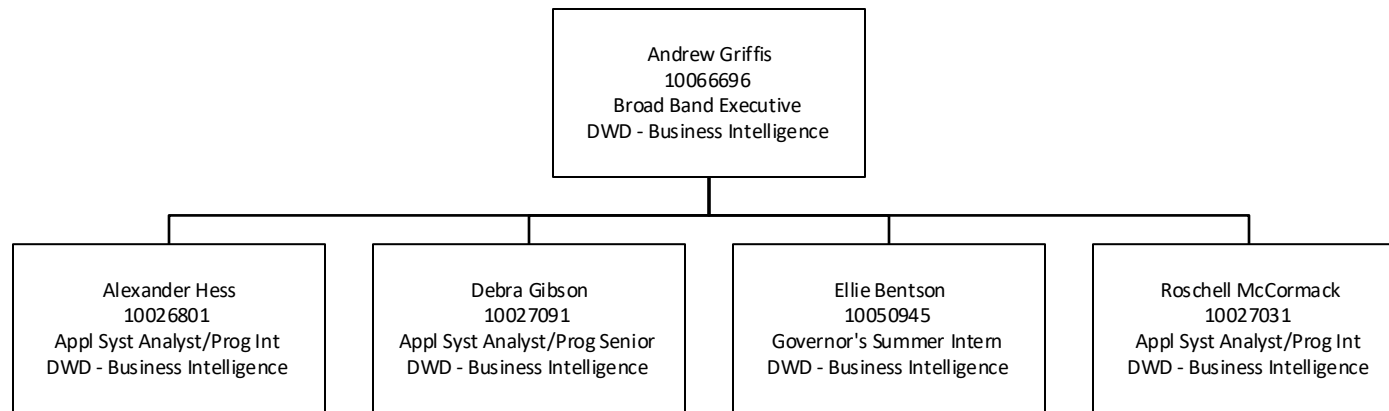 Andrew Griffis
10066696
Broad Band Executive
DWD - Business Intelligence
Alexander Hess
10026801
Appl Syst Analyst/Prog Int
DWD - Business Intelligence
Debra Gibson
10027091
Appl Syst Analyst/Prog Senior
DWD - Business Intelligence
Ellie Bentson
10050945
Governor's Summer Intern
DWD - Business Intelligence
Roschell McCormack
10027031
Appl Syst Analyst/Prog Int
DWD - Business Intelligence